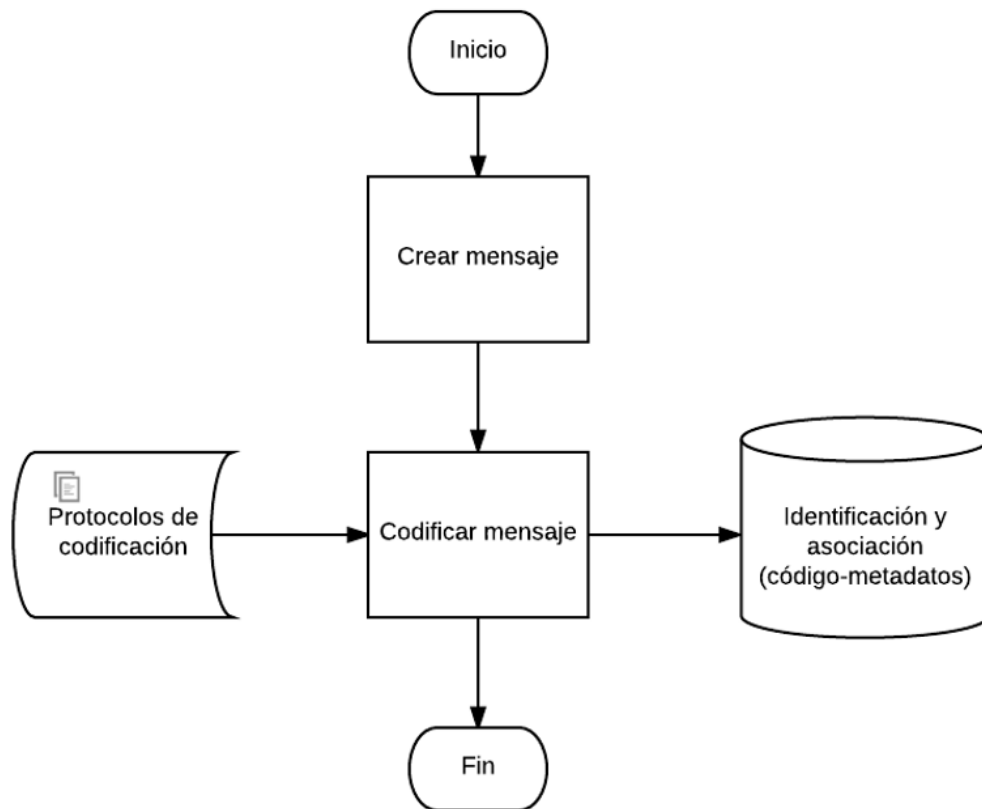 Inicio
Crear mensaje
Protocolos de
codificación
Codificar mensaje
Identificación y
asociación
(código-metadatos)
Fin